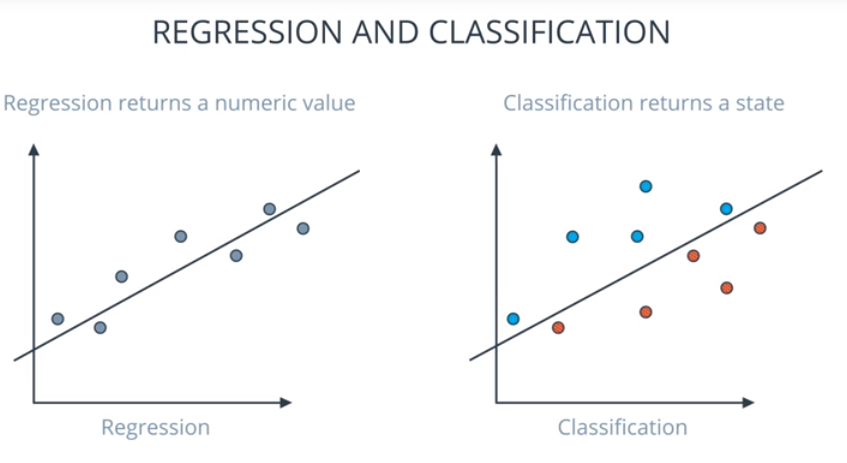 REGRESSION AND CLASSIFICATION
Regression returns a numeric value
Classification returns a state
Regression
Classification